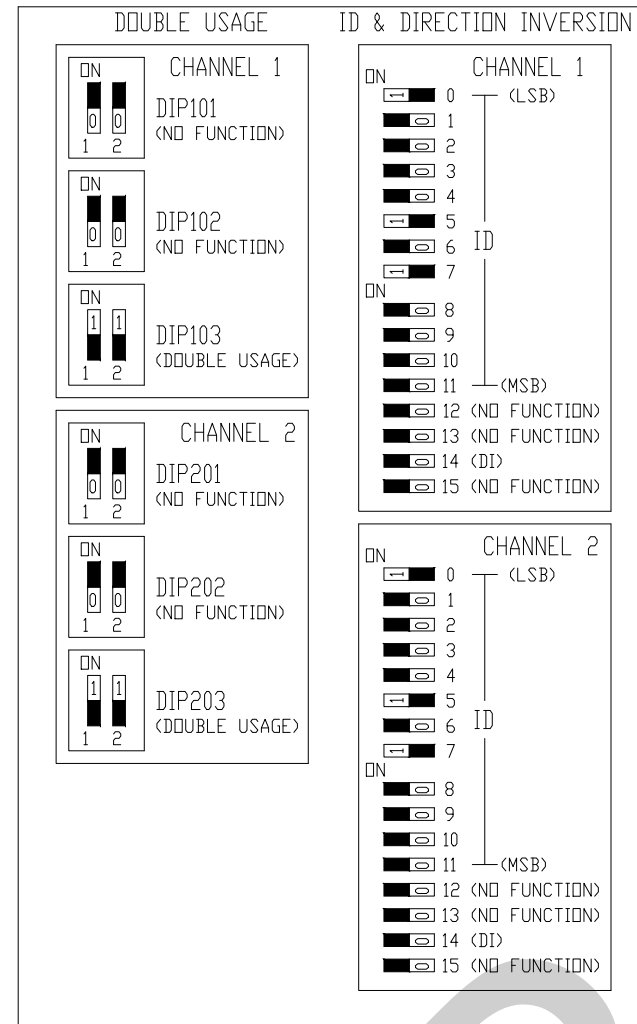 DOUBLE USAGE
CHANNEL 1
ON
0 0
1 2
DIP101
(NO FUNCTION)
ON
0 0
1 2
DIP102
(NO FUNCTION)
ON
1 1
1 2
DIP103
(DOUBLE USAGE)
CHANNEL 2
ON
0 0
1 2
DIP201
(NO FUNCTION)
ON
0 0
1 2
DIP202
(NO FUNCTION)
ON
1 1
1 2
DIP203
(DOUBLE USAGE)
ID & DIRECTION INVERSION
CHANNEL 1
ON
1 0 (LSB)
0 1
0 2
0 3
0 4
1 5
0 6
ID
1 7
ON
0 8
0 9
0 10
0 11 (MSB)
0 12 (NO FUNCTION)
0 13 (NO FUNCTION)
0 14 (DI)
0 15 (NO FUNCTION)
CHANNEL 2
ON
1 0 (LSB)
0 1
0 2
0 3
0 4
1 5
0 6
ID
1 7
ON
0 8
0 9
0 10
0 11 (MSB)
0 12 (NO FUNCTION)
0 13 (NO FUNCTION)
0 14 (DI)
0 15 (NO FUNCTION)